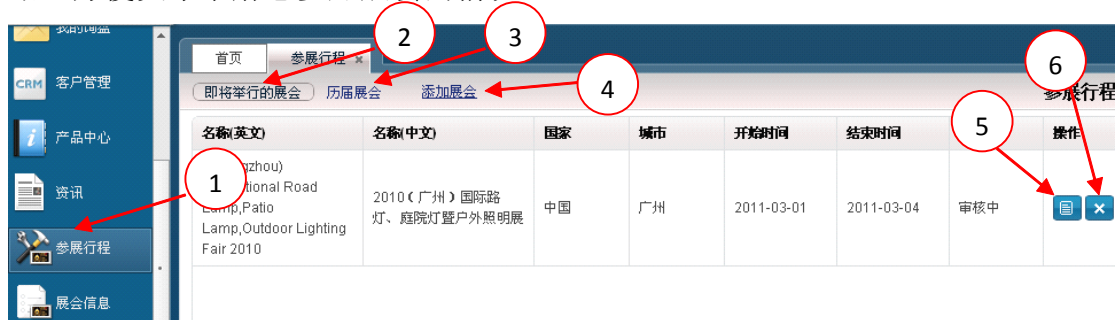 我的询盘
CRM 客户管理
产品中心
资讯
参展行程
展会信息
首页 参展行程 ×
即将举行的展会 历届展会 添加展会
参展行程
名称(英文) 名称(中文) 国家 城市 开始时间 结束时间 操作
gzhou)
tional Road
Lamp,Patio
Lamp,Outdoor Lighting
Fair 2010
2010(广州)国际路
灯、庭院灯暨户外照明展
中国 广州 2011-03-01 2011-03-04 审核中
1
2
3
4
5
6